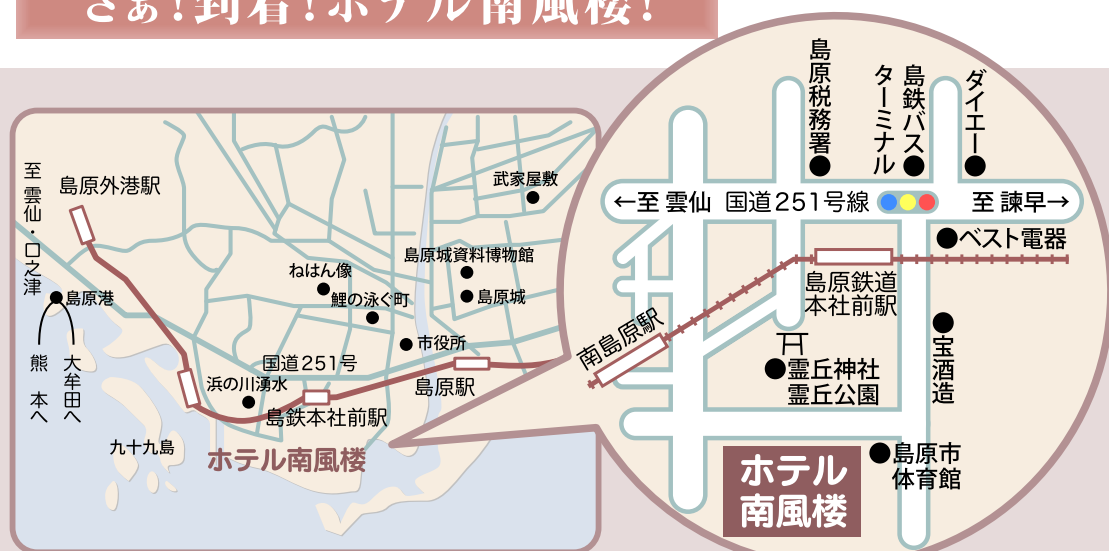 さぁ!到着!ホテル南風楼!
至 雲仙・口之津
島原外港駅
島原港
熊 本へ
大牟田へ
九十九島
武家屋敷
島原城資料博物館
ねはん像
島原城
鯉の泳ぐ町
市役所
国道251号
浜の川湧水
島原駅
島鉄本社前駅
ホテル南風楼
島原税務署
島鉄バス
ターミナル
ダイエー
←至 雲仙 国道251号線
至 諫早→
ベスト電器
島原鉄道
本社前駅
南島原駅
宝酒造
霊丘神社
霊丘公園
島原市
体育館
ホテル
南風楼